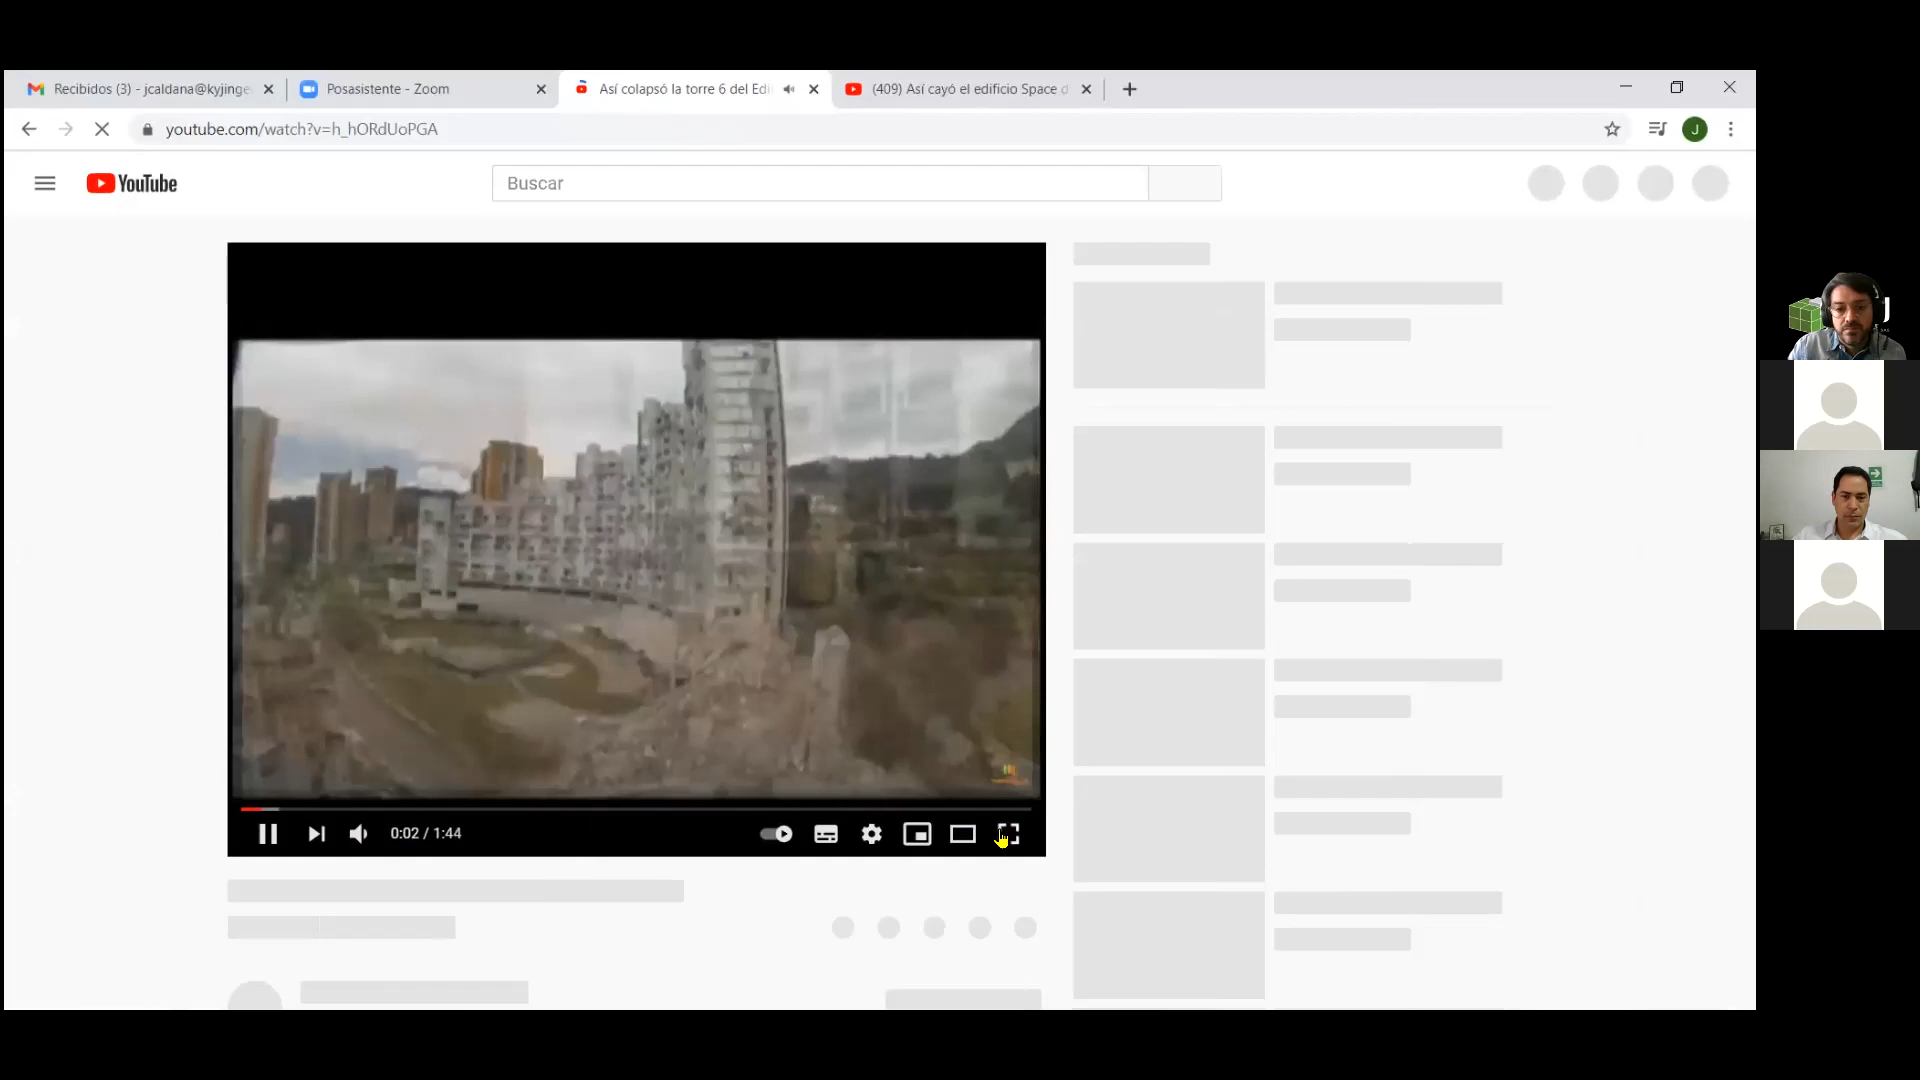 Recibidos (3) - jcaldana@kyjinge
Posasistente - Zoom
Así colapsó la torre 6 del Edi
(409) Así cayó el edificio Space d
youtube.com/watch?v=h_hORdUoPGA
J
YouTube
Buscar
0:02 / 1:44